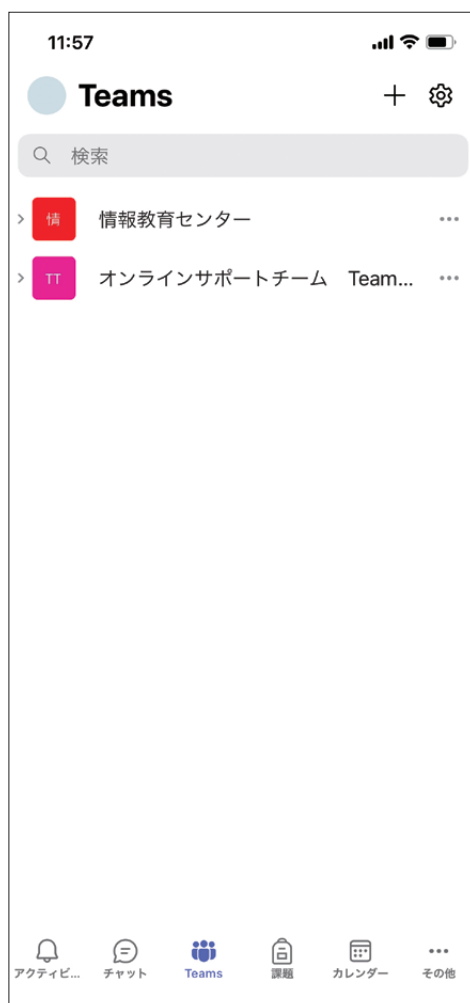 11:57
Teams
検索
情 情報教育センター
TT オンラインサポートチーム　Team...
アクティビ... チャット Teams 課題 カレンダー その他